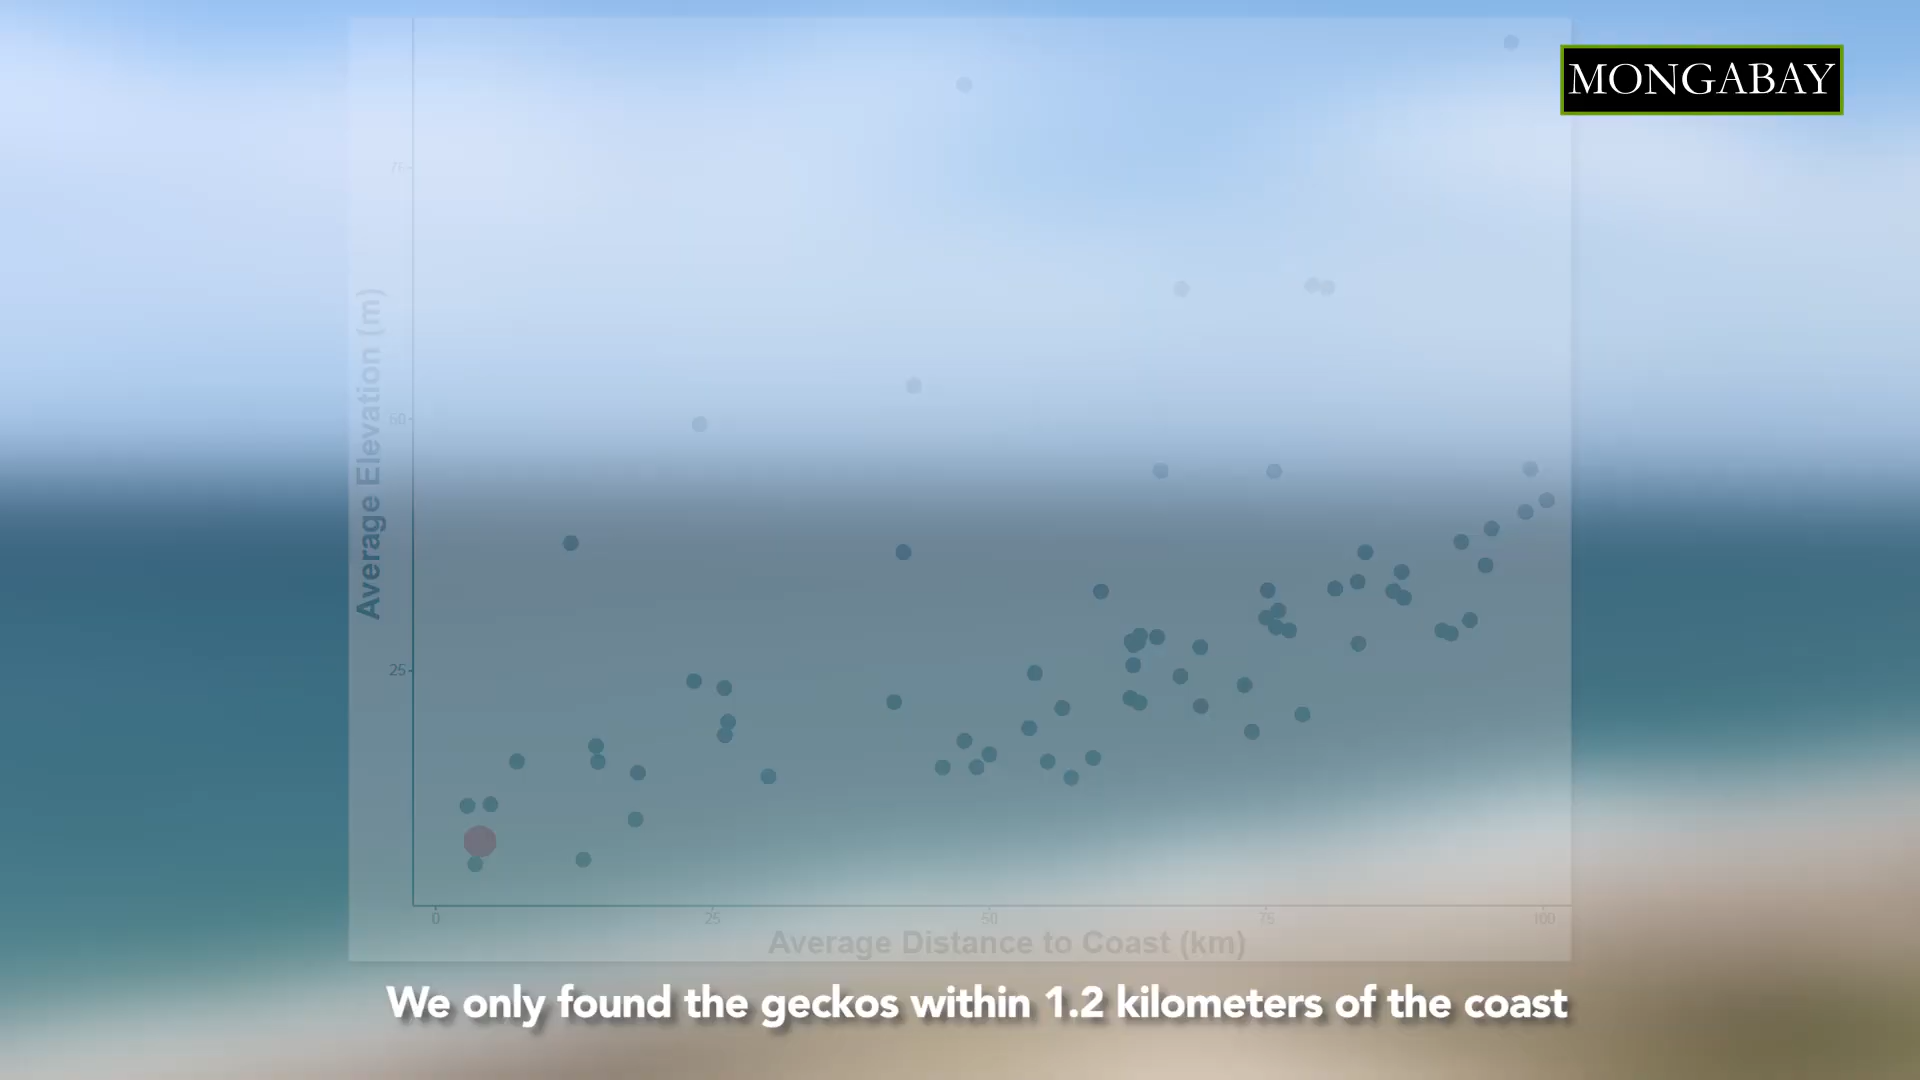 MONGABAY
Average Elevation (m)
75
50
25
0 25 50 75 100
Average Distance to Coast (km)
We only found the geckos within 1.2 kilometers of the coast